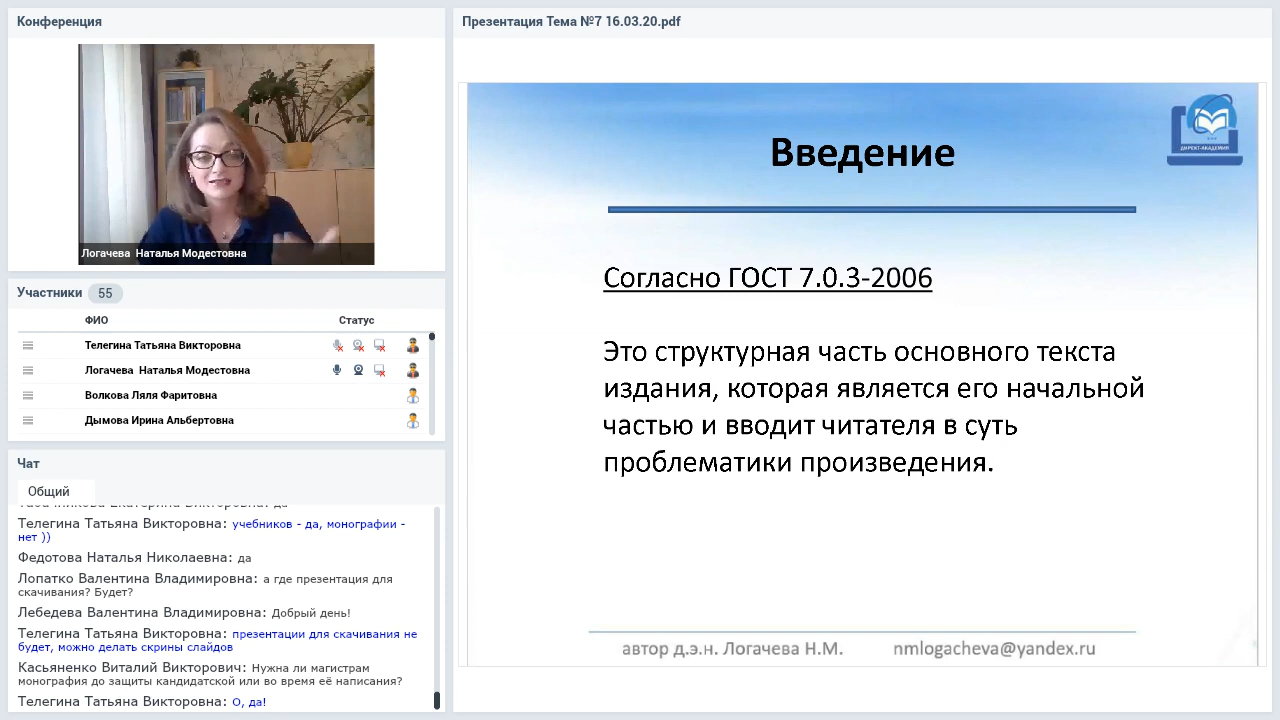 Конференция
Логачева Наталья Модестовна
Участники 55
ФИО Статус
Телегина Татьяна Викторовна
Логачева Наталья Модестовна
Волкова Ляля Фаритовна
Дымова Ирина Альбертовна
Чат
Общий
Телегина Татьяна Викторовна: учебников - да, монографии -
нет ))
Федотова Наталья Николаевна: да
Лопатко Валентина Владимировна: а где презентация для
скачивания? Будет?
Лебедева Валентина Владимировна: Добрый день!
Телегина Татьяна Викторовна: презентации для скачивания не
будет, можно делать скрины слайдов
Касьяненко Виталий Викторович: Нужна ли магистрам
монография до защиты кандидатской или во время её написания?
Телегина Татьяна Викторовна: О, да!
Презентация Тема №7 16.03.20.pdf
ДИРЕКТ-АКАДЕМИЯ
Введение
Согласно ГОСТ 7.0.3-2006
Это структурная часть основного текста
издания, которая является его начальной
частью и вводит читателя в суть
проблематики произведения.
автор д.э.н. Логачева Н.М. nmlogacheva@yandex.ru